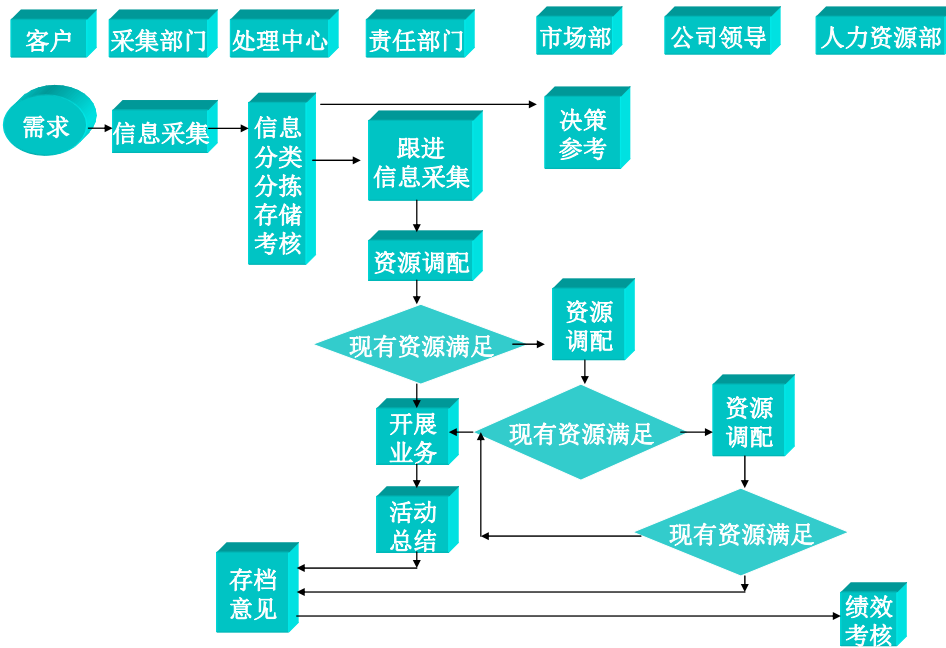 客户
采集部门
处理中心
责任部门
市场部
公司领导
人力资源部
需求
信息采集
信息
分类
分拣
存储
考核
跟进
信息采集
决策
参考
资源调配
现有资源满足
资源
调配
开展
业务
现有资源满足
资源
调配
活动
总结
现有资源满足
存档
意见
绩效
考核